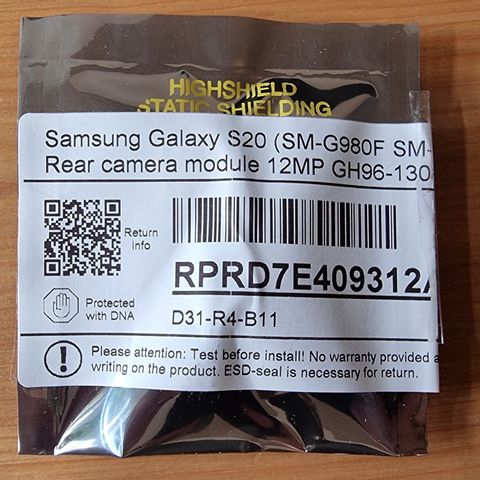 HIGHSHIELD
STATIC SHIELDING
Samsung Galaxy S20 (SM-G980F SM-
Rear camera module 12MP GH96-130
Return
Info
RPRD7E409312
Protected
with DNA
D31-R4-B11
Please attention: Test before install! No warranty provided a
writing on the product. ESD-seal is necessary for return.